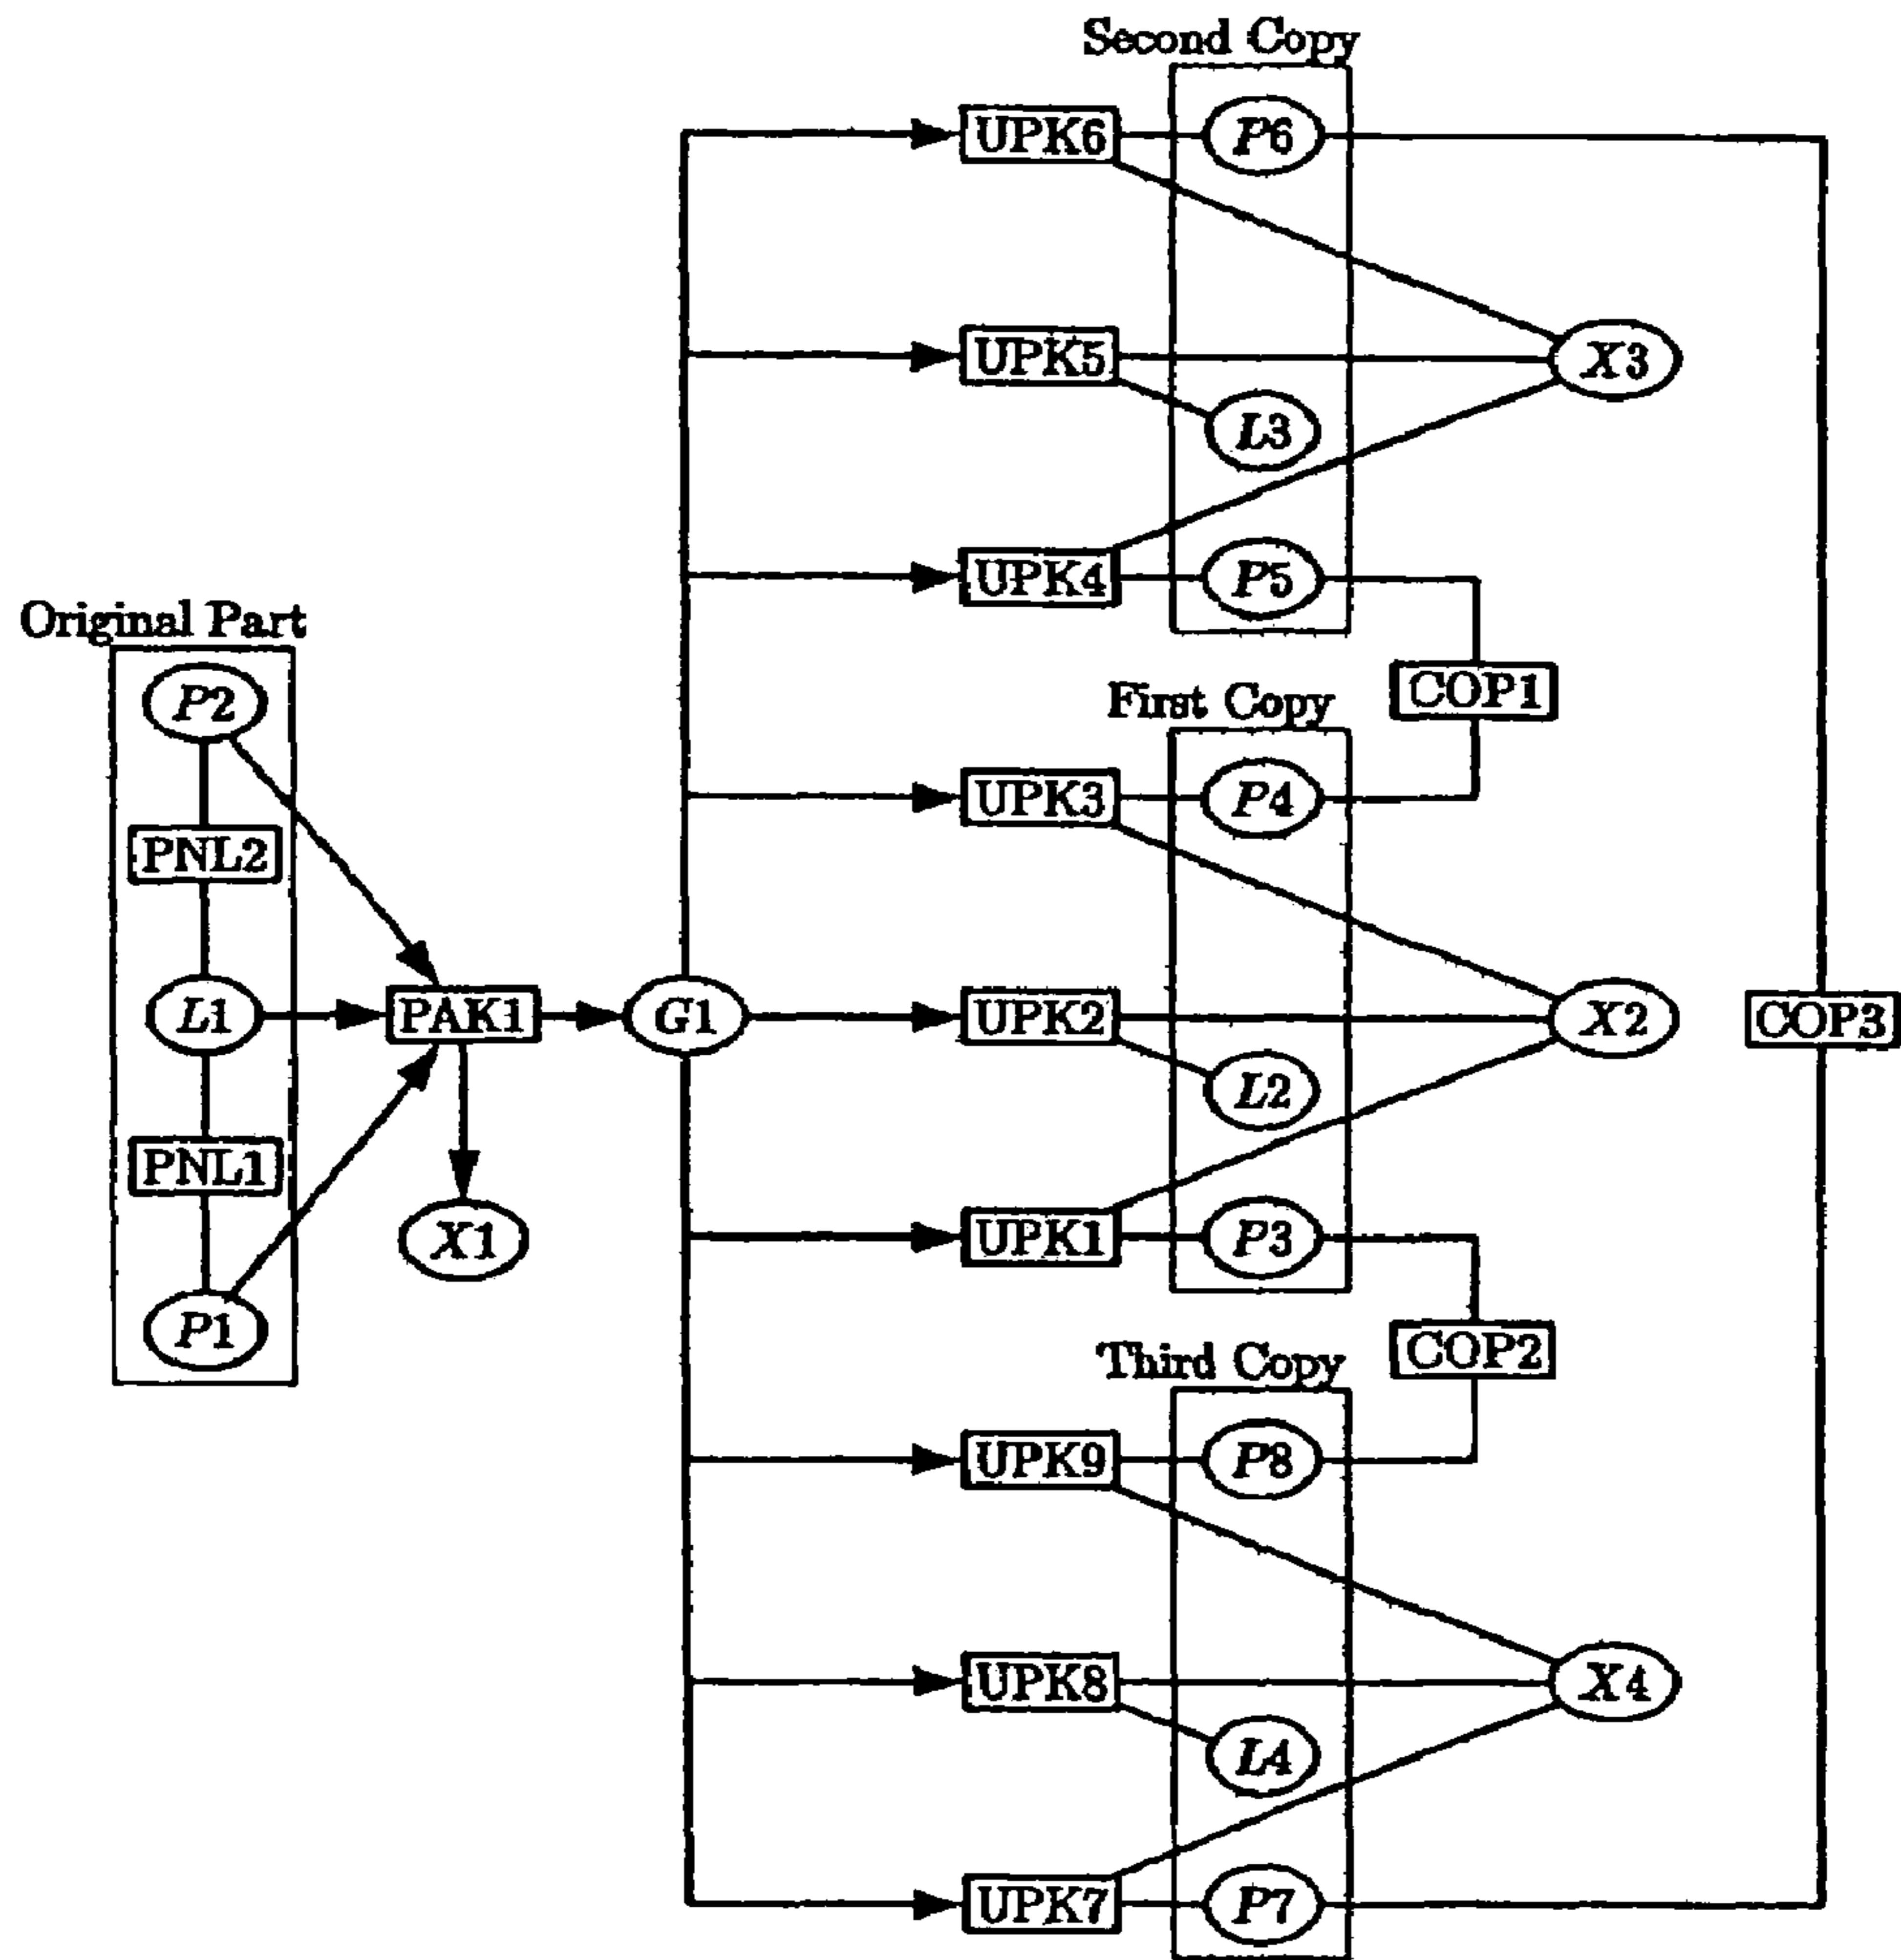 Second Copy
UPK6
P6
UPK5
X3
L3
UPK4
P5
Original Part
P2
COP1
First Copy
UPK3
P4
PNL2
L1
PAK1
G1
UPK2
X2
COP3
L2
PNL1
X1
UPK1
P3
P1
COP2
Third Copy
UPK9
P8
UPK8
X4
L4
UPK7
P7